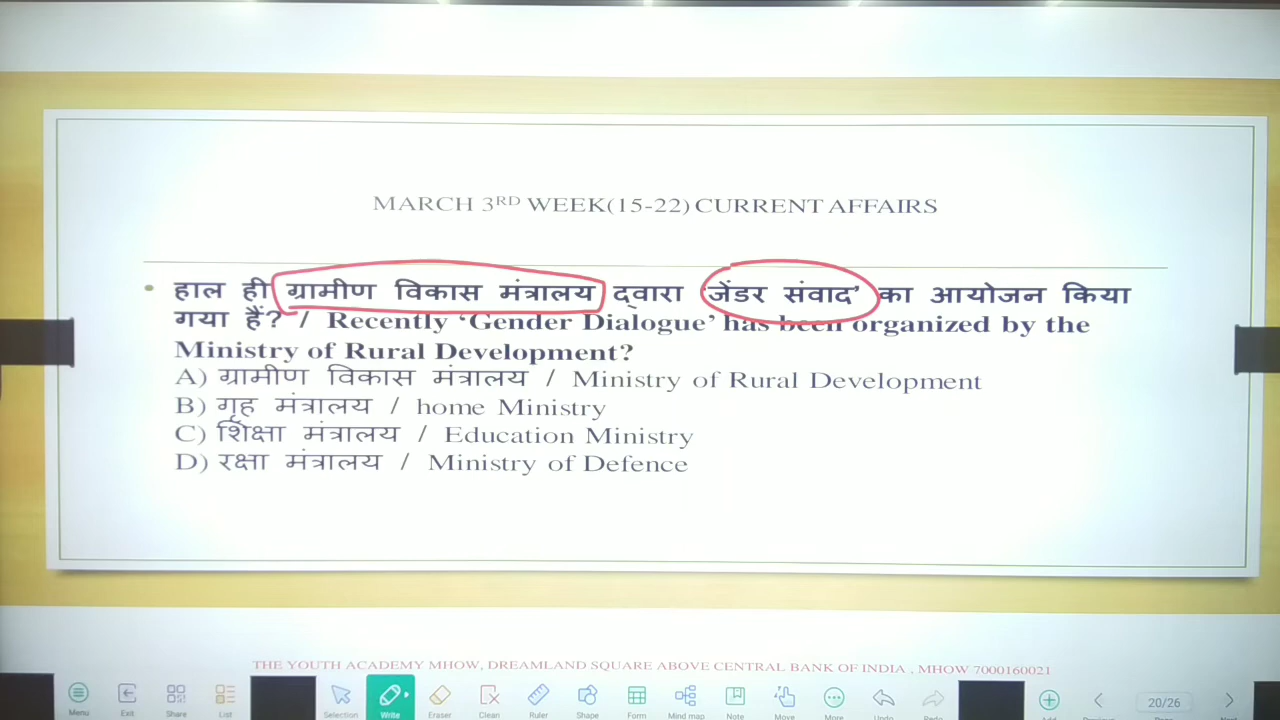 MARCH 3RD WEEK(15-22) CURRENT AFFAIRS
• हाल ही ग्रामीण विकास मंत्रालय द्वारा 'जेंडर संवाद' का आयोजन किया
गया हैं? / Recently ‘Gender Dialogue’ has been organized by the
Ministry of Rural Development?
A) ग्रामीण विकास मंत्रालय / Ministry of Rural Development
B) गृह मंत्रालय / home Ministry
C) शिक्षा मंत्रालय / Education Ministry
D) रक्षा मंत्रालय / Ministry of Defence
THE YOUTH ACADEMY MHOW, DREAMLAND SQUARE ABOVE CENTRAL BANK OF INDIA , MHOW 7000160021
Menu Exit Share List Selection Write Eraser Clean Ruler Shape Form Mind map Note Move More Undo Redo 20/26